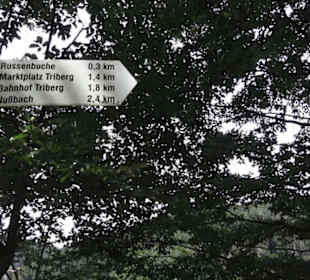 Russenbuche 0,3 km
Marktplatz Triberg 1,4 km
Bahnhof Triberg 1,8 km
Nußbach 2,4 km